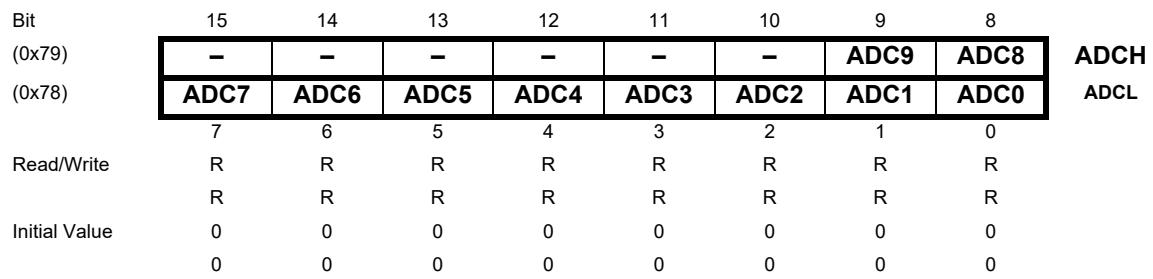 Bit 15 14 13 12 11 10 9 8
(0x79) – – – – – – ADC9 ADC8 ADCH
(0x78) ADC7 ADC6 ADC5 ADC4 ADC3 ADC2 ADC1 ADC0 ADCL
7 6 5 4 3 2 1 0
Read/Write R R R R R R R R
R R R R R R R R
Initial Value 0 0 0 0 0 0 0 0
0 0 0 0 0 0 0 0